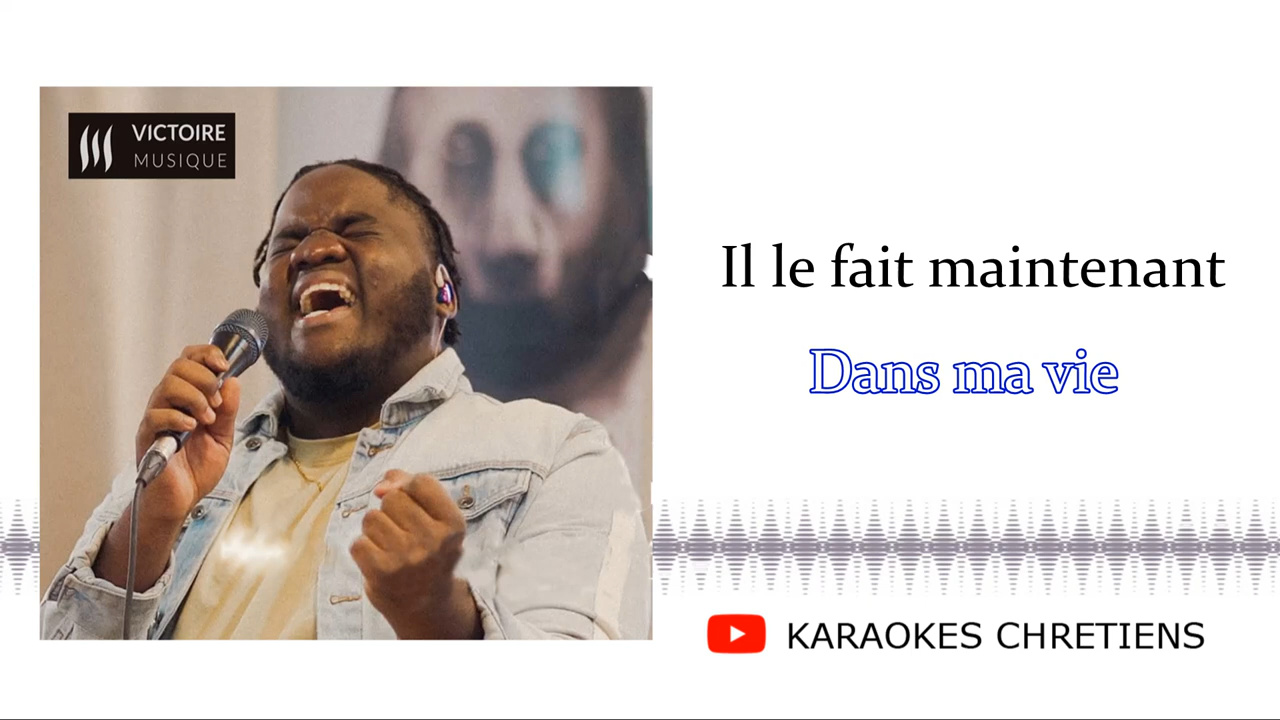 VICTOIRE
MUSIQUE
Il le fait maintenant
Dans ma vie
KARAOKES CHRETIENS